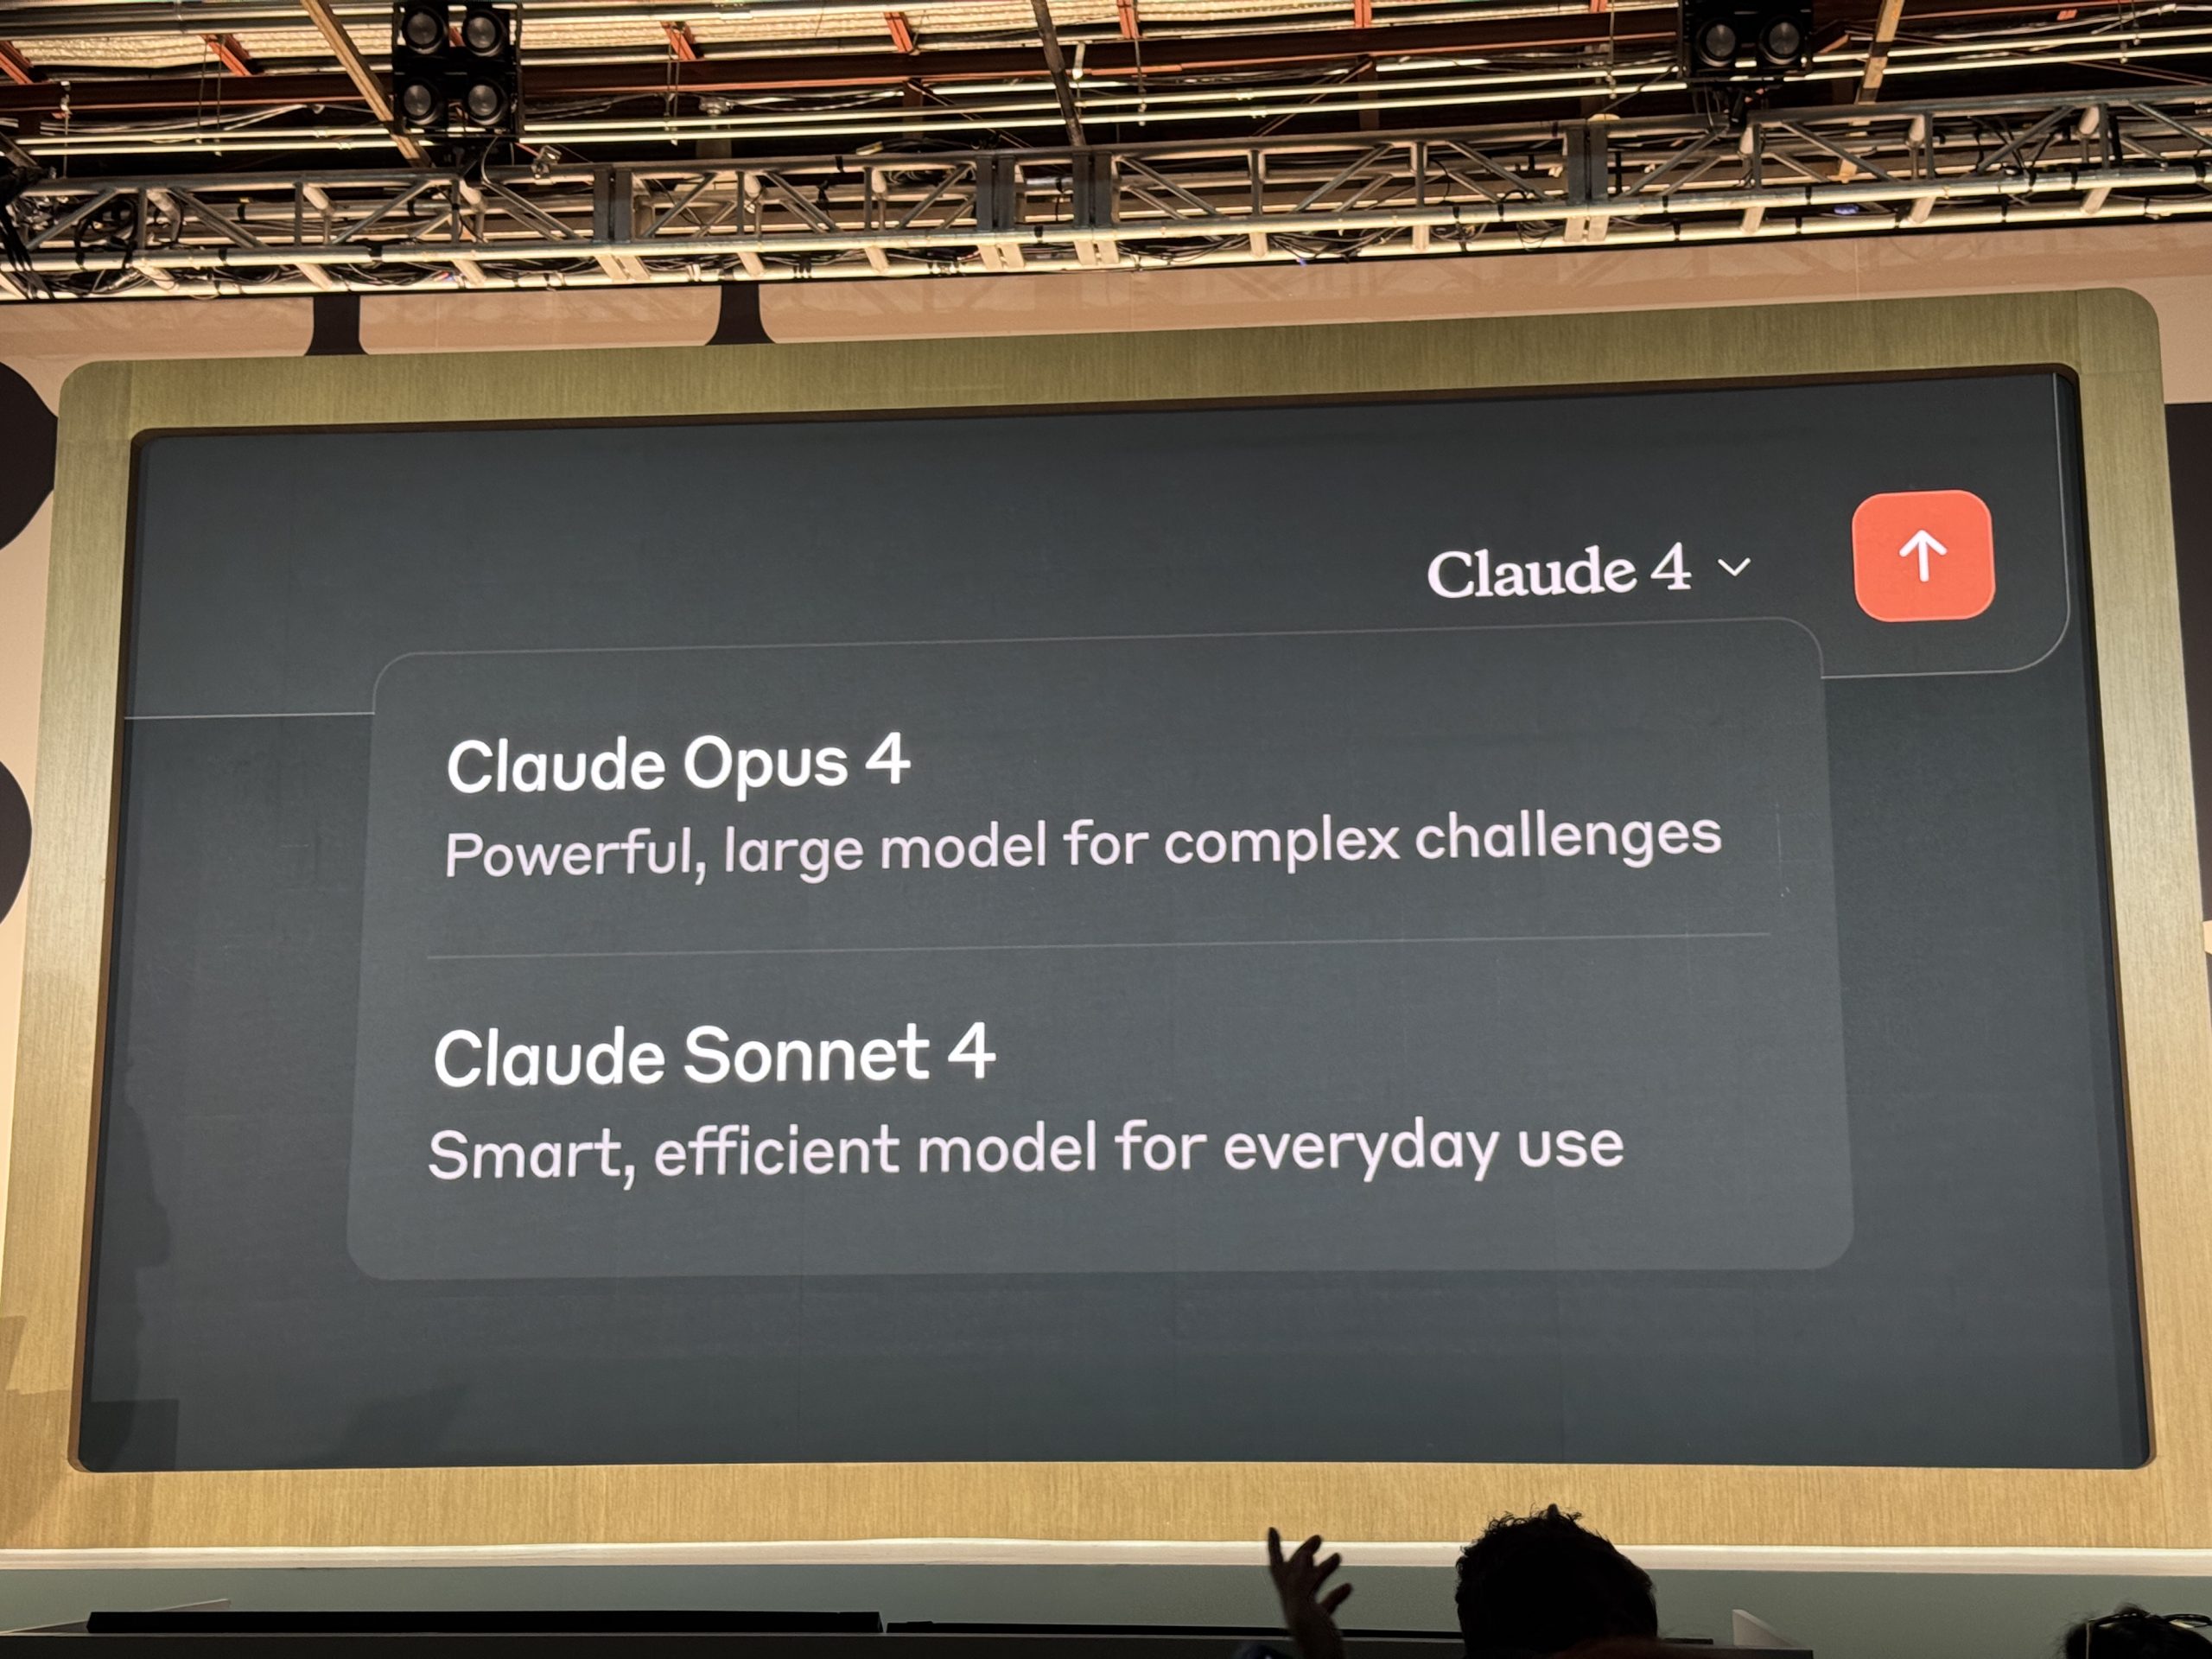 Claude 4
Claude Opus 4
Powerful, large model for complex challenges
Claude Sonnet 4
Smart, efficient model for everyday use